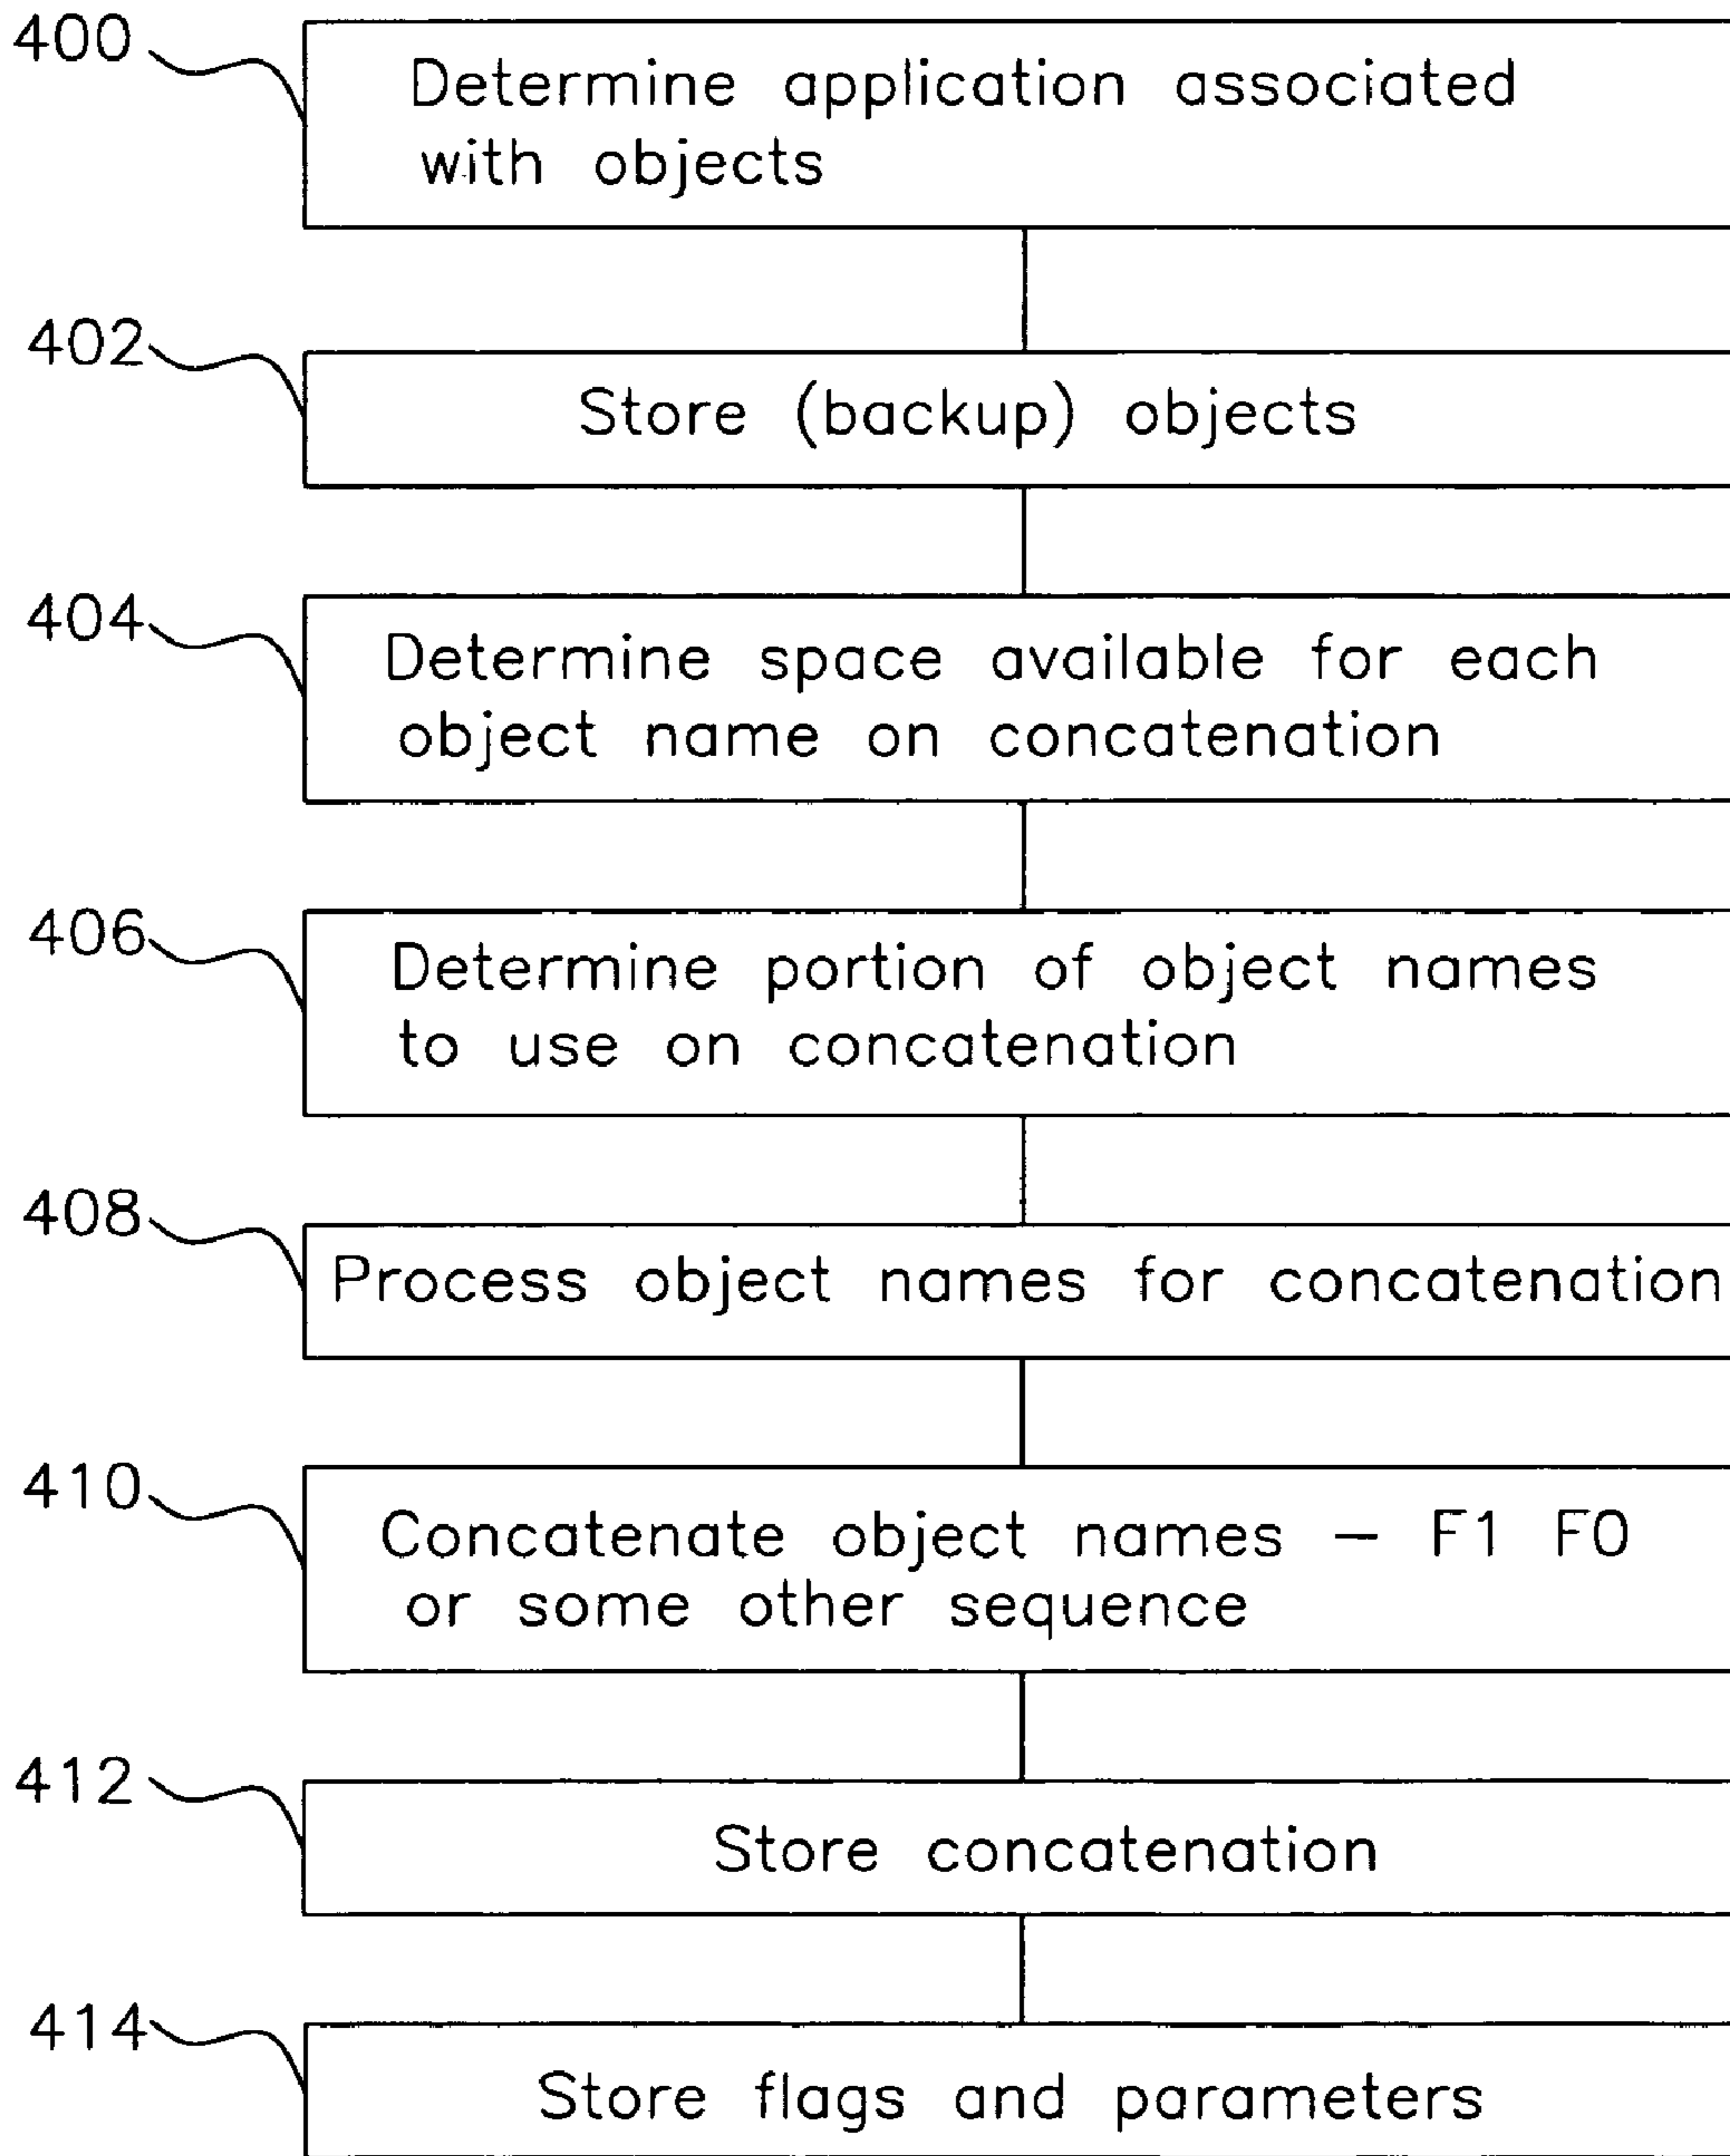 400
Determine application associated
with objects
402
Store (backup) objects
404
Determine space available for each
object name on concatenation
406
Determine portion of object names
to use on concatenation
408
Process object names for concatenation
410
Concatenate object names – F1 F0
or some other sequence
412
Store concatenation
414
Store flags and parameters